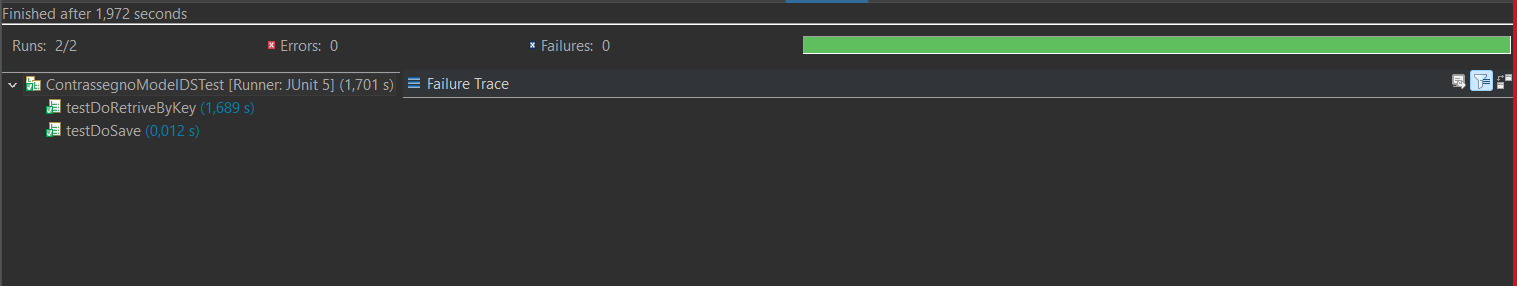 Finished after 1,972 seconds
Runs: 2/2 Errors: 0 Failures: 0
ContrassegnoModelDSTest [Runner: JUnit 5] (1,701 s) Failure Trace
testDoRetriveByKey (1,689 s)
testDoSave (0,012 s)